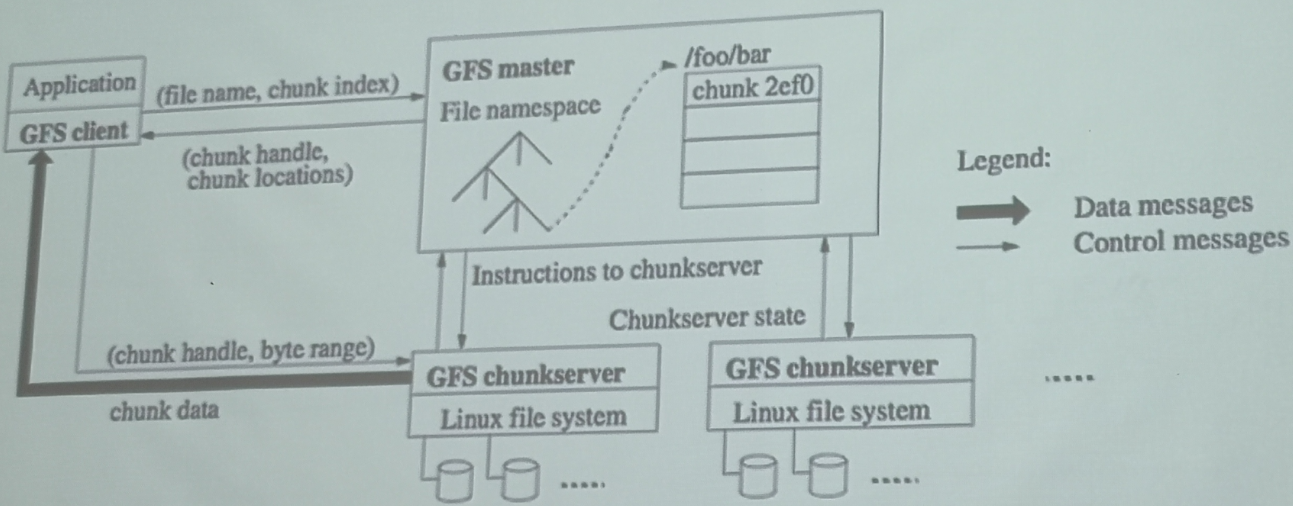 Application
GFS client
(file name, chunk index)
(chunk handle,
chunk locations)
GFS master
File namespace
/foo/bar
chunk 2ef0
Legend:
Data messages
Control messages
Instructions to chunkserver
Chunkserver state
(chunk handle, byte range)
chunk data
GFS chunkserver
Linux file system
GFS chunkserver
Linux file system